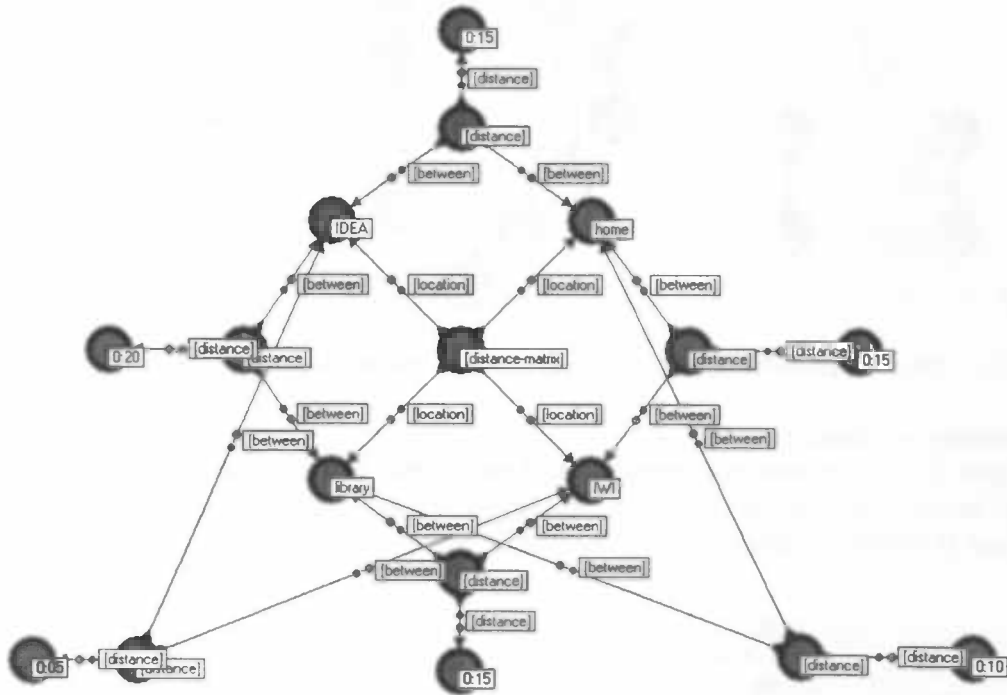 0:15
[distance]
[distance]
[between]
[between]
IDEA
home
[between]
[location]
[location]
[between]
0:20
[distance]
[distance]
[distance-matrix]
[distance]
[distance]
0:15
[between]
[location]
[location]
[between]
[between]
[between]
library
IWI
[between]
[between]
[between]
[between]
[distance]
[distance]
0:05
[distance]
[distance]
0:15
[distance]
[distance]
0:10